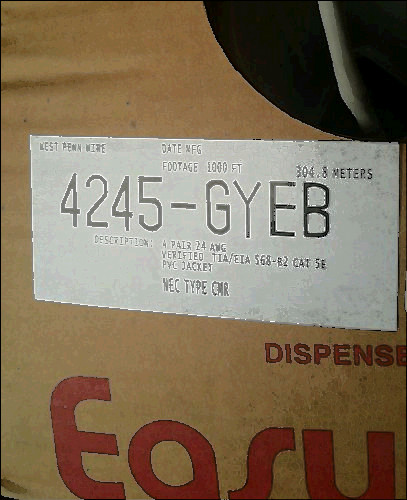 WEST PENN WIRE DATE MFG
FOOTAGE 1000 FT 304.8 METERS
4245-GYEB
DESCRIPTION: 4 PAIR 24 AWG
VERIFIED TIA/EIA 568-B2 CAT 5E
PVC JACKET
NEC TYPE CMR
DISPENSE
Easy